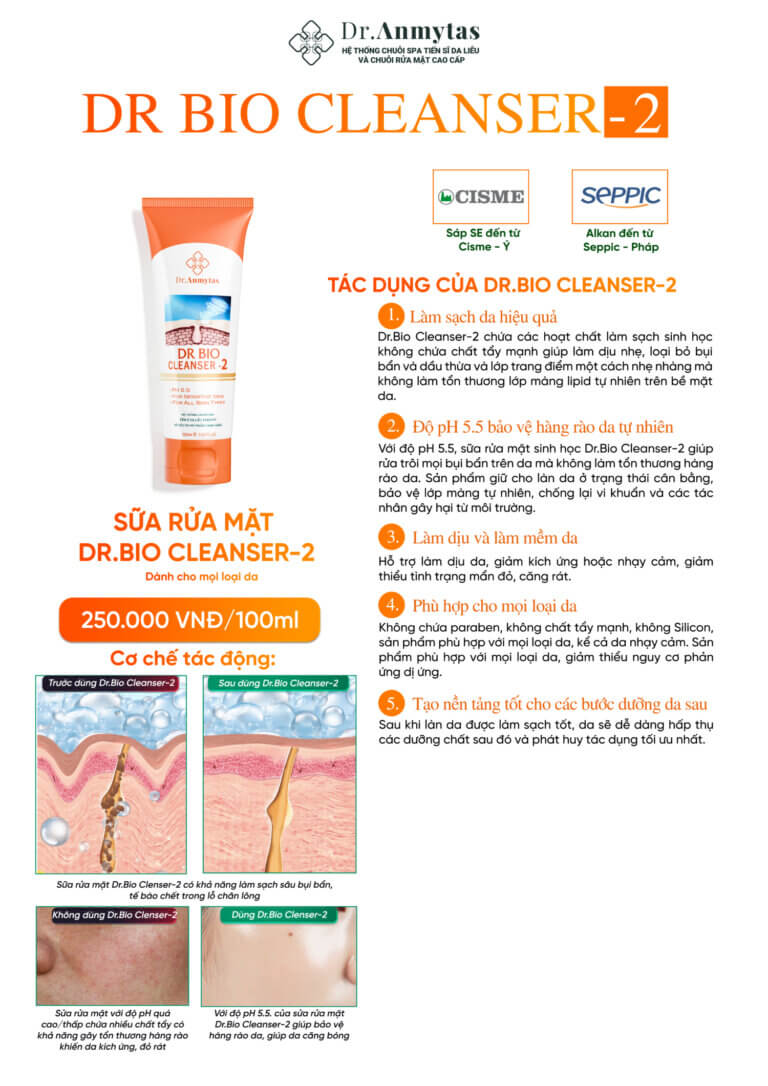 Dr.Anmytas
HỆ THỐNG CHUỖI SPA TIẾN SĨ DA LIỄU
VÀ CHUỖI RỬA MẶT CAO CẤP
DR BIO CLEANSER-2
CISME
SEPPIC
Sáp SE đến từ
Cisme - Ý
Alkan đến từ
Seppic - Pháp
Dr.Anmytas
DR BIO
CLEANSER -2
SỮA RỬA MẶT
DR.BIO CLEANSER-2
Dành cho mọi loại da
250.000 VNĐ/100ml
TÁC DỤNG CỦA DR.BIO CLEANSER-2
1. Làm sạch da hiệu quả
Dr.Bio Cleanser-2 chứa các hoạt chất làm sạch sinh học
không chứa chất tẩy mạnh giúp làm dịu nhẹ, loại bỏ bụi
bẩn và dầu thừa và lớp trang điểm một cách nhẹ nhàng mà
không làm tổn thương lớp màng lipid tự nhiên trên bề mặt
da.
2. Độ pH 5.5 bảo vệ hàng rào da tự nhiên
Với độ pH 5.5, sữa rửa mặt sinh học Dr.Bio Cleanser-2 giúp
rửa trôi mọi bụi bẩn trên da mà không làm tổn thương hàng
rào da. Sản phẩm giữ cho làn da ở trạng thái cân bằng,
bảo vệ lớp màng tự nhiên, chống lại vi khuẩn và các tác
nhân gây hại từ môi trường.
3. Làm dịu và làm mềm da
Hỗ trợ làm dịu da, giảm kích ứng hoặc nhạy cảm, giảm
thiểu tình trạng mẩn đỏ, căng rát.
4. Phù hợp cho mọi loại da
Không chứa paraben, không chất tẩy mạnh, không Silicon,
sản phẩm phù hợp với mọi loại da, kể cả da nhạy cảm. Sản
phẩm phù hợp với mọi loại da, giảm thiểu nguy cơ phản
ứng dị ứng.
5. Tạo nền tảng tốt cho các bước dưỡng da sau
Sau khi làn da được làm sạch tốt, da sẽ dễ dàng hấp thụ
các dưỡng chất sau đó và phát huy tác dụng tối ưu nhất.
Cơ chế tác động:
Trước dùng Dr.Bio Cleanser-2
Sau dùng Dr.Bio Cleanser-2
Sữa rửa mặt Dr.Bio Clenser-2 có khả năng làm sạch sâu bụi bẩn,
tế bào chết trong lỗ chân lông
Không dùng Dr.Bio Clenser-2
Dùng Dr.Bio Clenser-2
Sửa rửa mặt với độ pH quá
cao/thấp chứa nhiều chất tẩy có
khả năng gây tổn thương hàng rào
khiến da kích ứng, đỏ rát
Với độ pH 5.5. của sửa rửa mặt
Dr.Bio Cleanser-2 giúp bảo vệ
hàng rào da, giúp da căng bóng